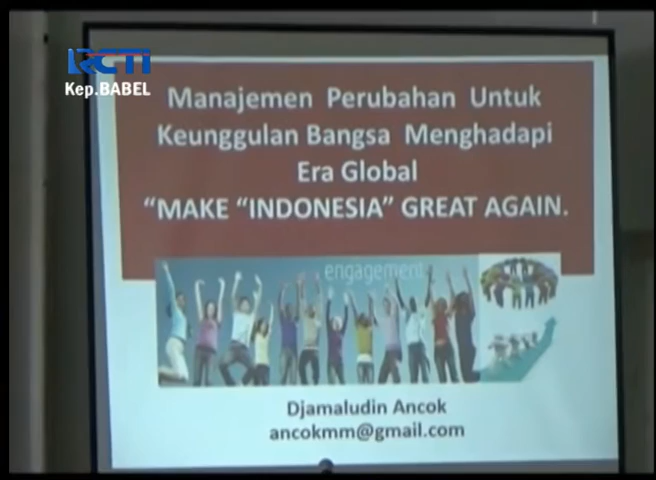 RCTI
Kep.BABEL
Manajemen Perubahan Untuk
Keunggulan Bangsa Menghadapi
Era Global
“MAKE “INDONESIA” GREAT AGAIN.
engagement
Djamaludin Ancok
ancokmm@gmail.com